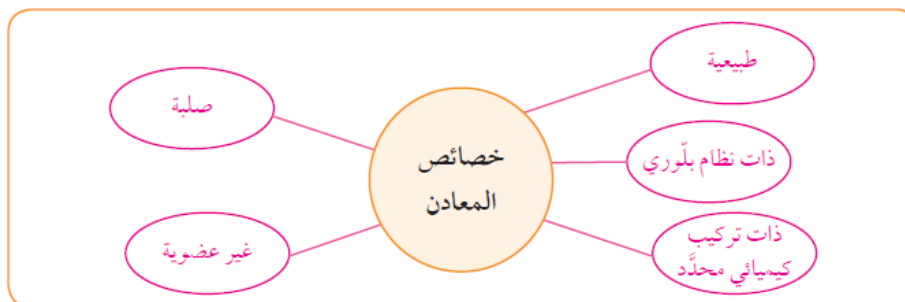 خصائص
المعادن
طبيعية
ذات نظام بلّوري
ذات تركيب
كيميائي محدَّد
صلبة
غير عضوية